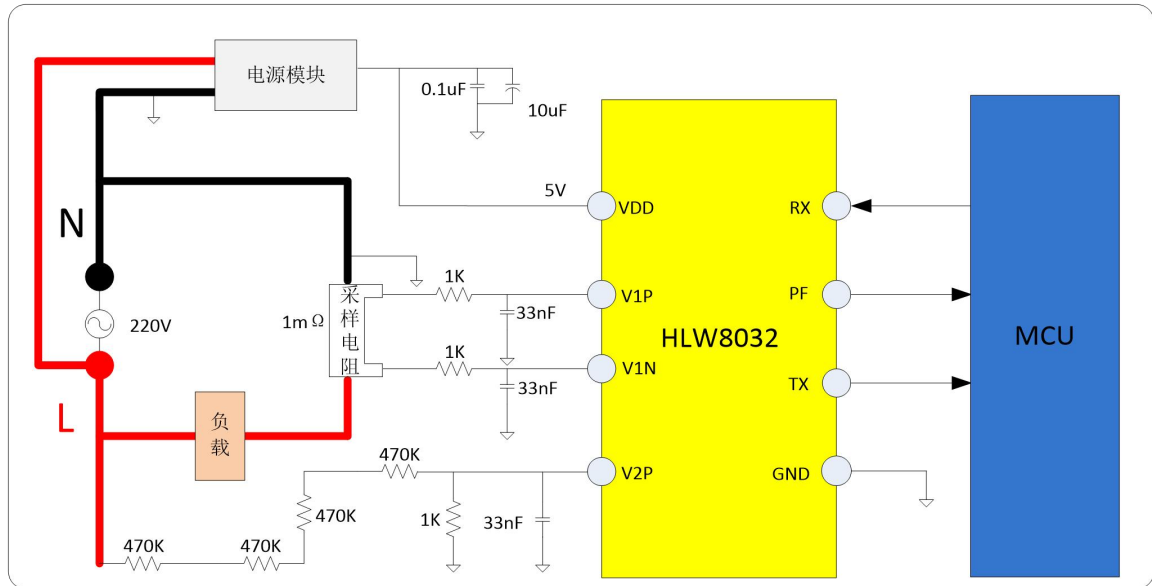 电源模块
0.1uF
10uF
N
5V
VDD
RX
1K
V1P
PF
采样电阻
1mΩ
33nF
220V
HLW8032
MCU
1K
V1N
33nF
TX
L
负载
470K
V2P
GND
470K
1K
33nF
470K
470K